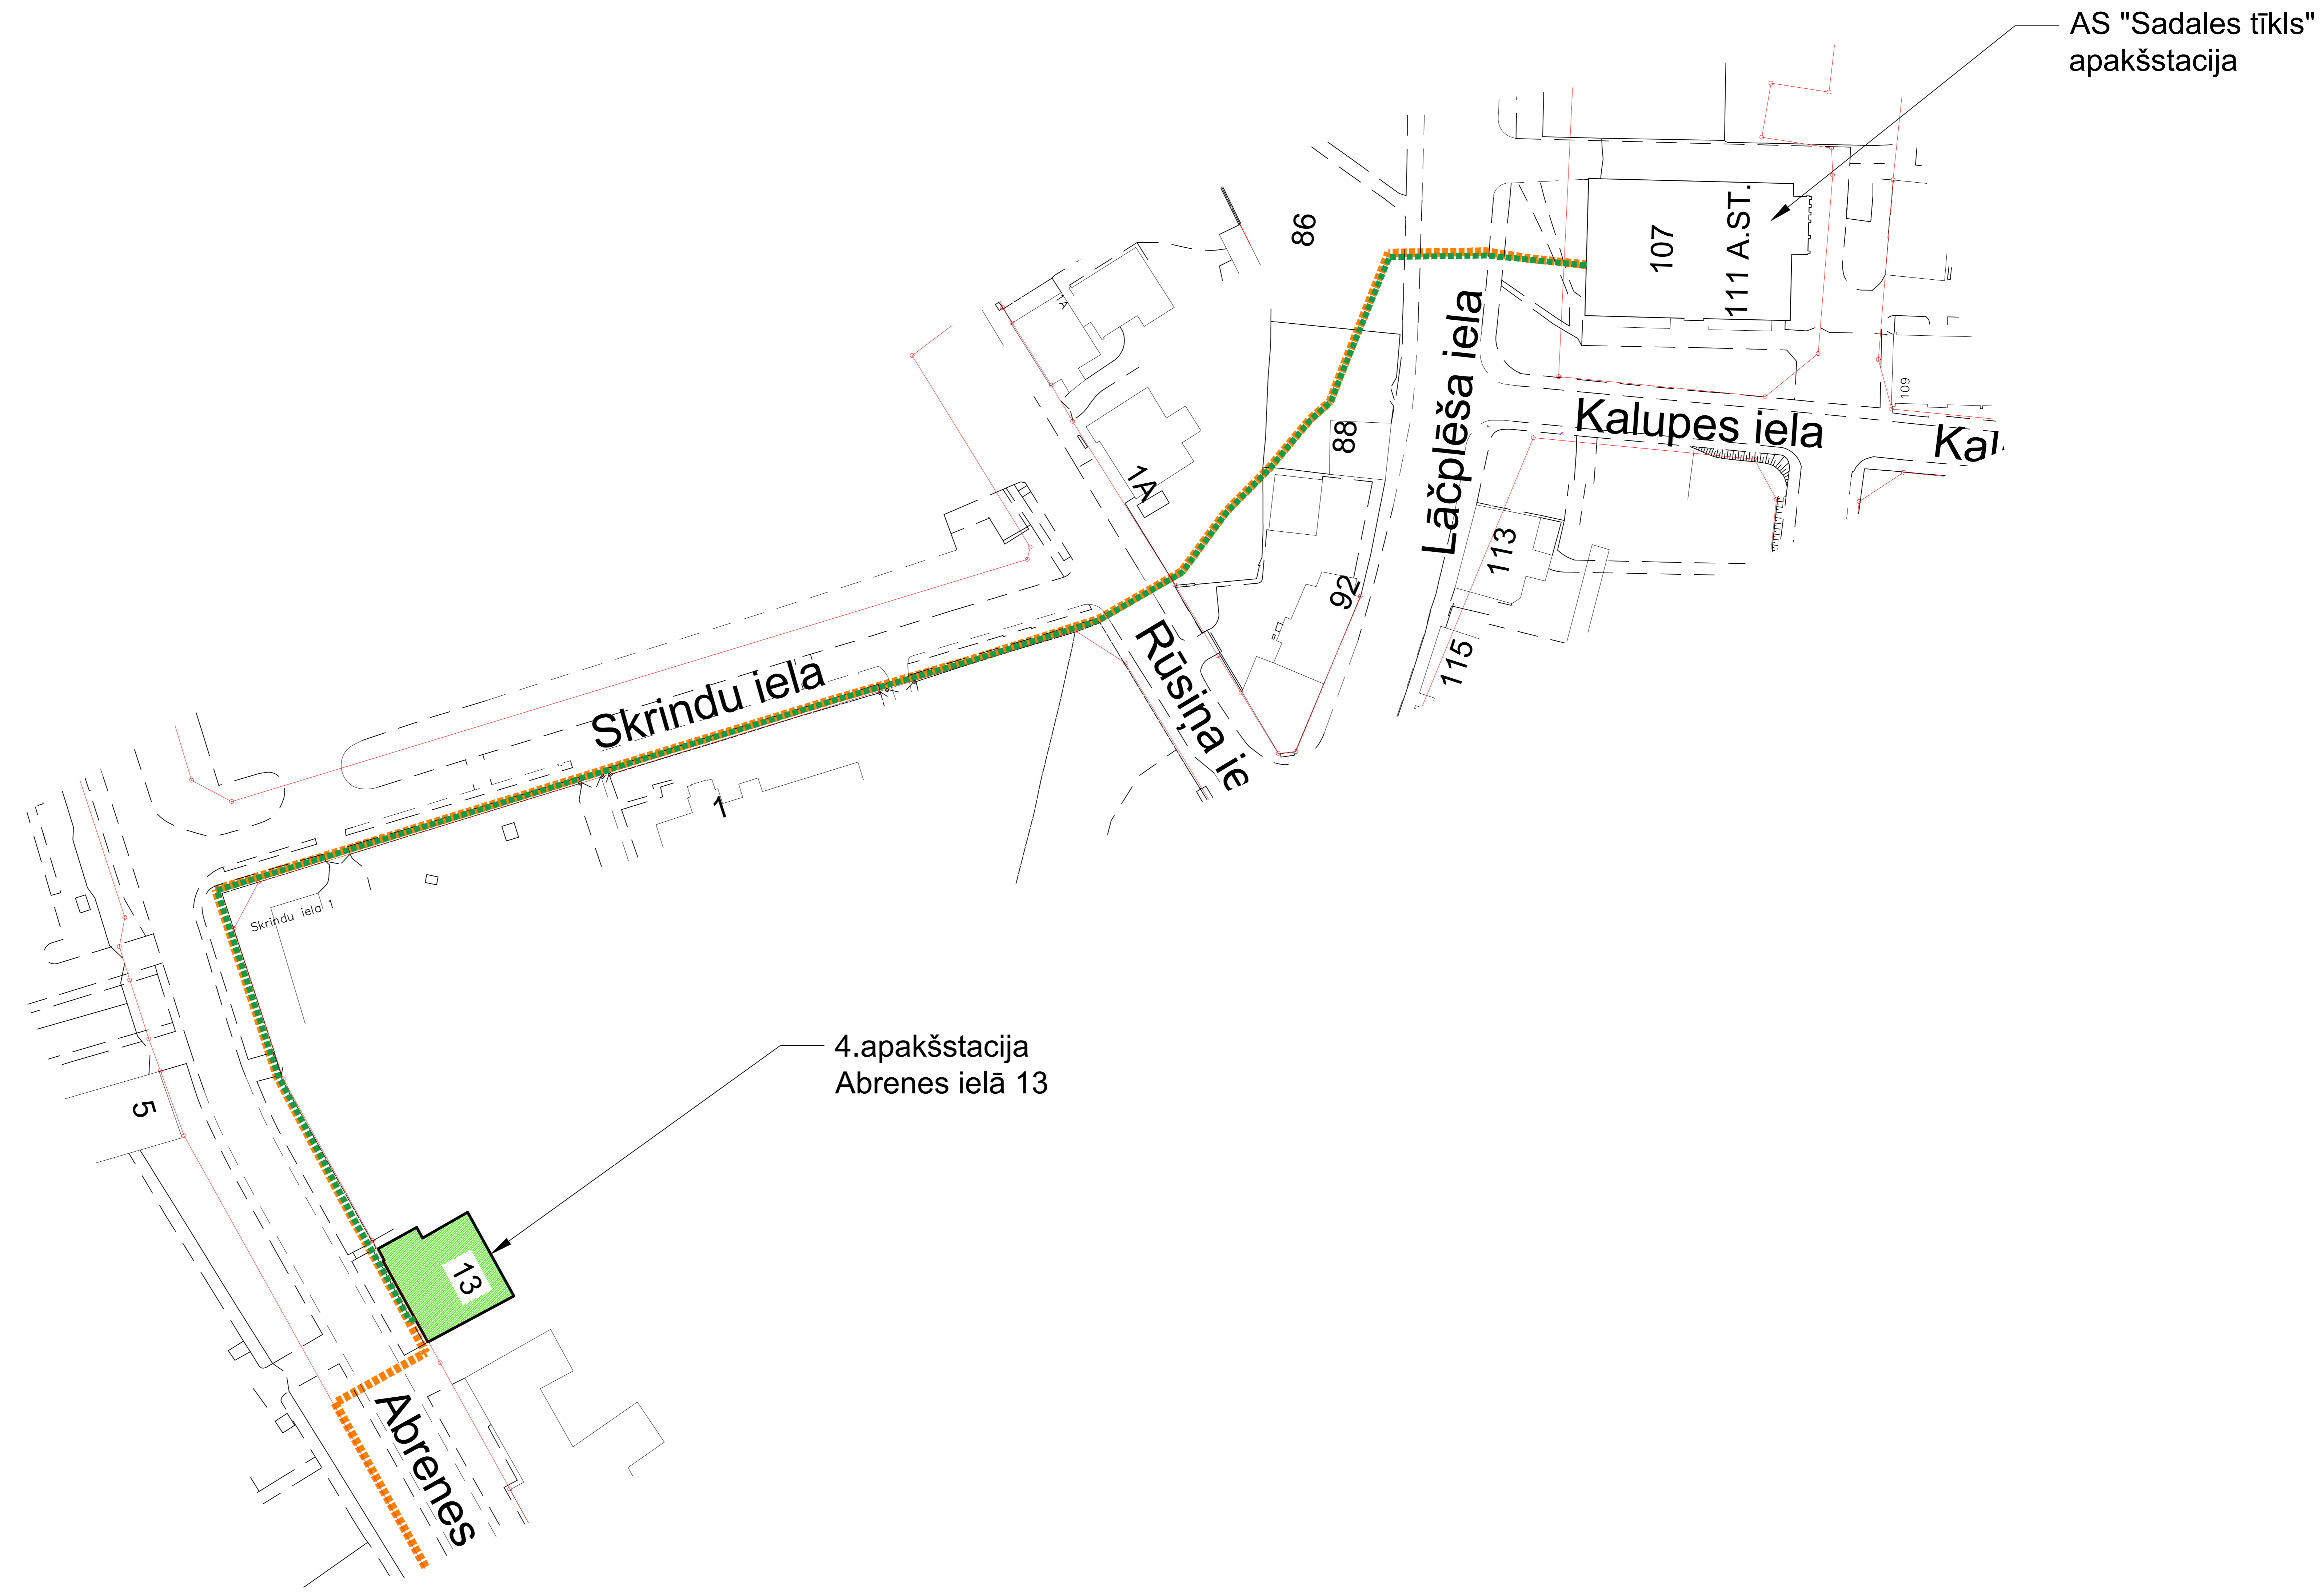 AS "Sadales tīkls"
apakšstacija
86
107
111 A.ST.
1A
Lāčplēša iela
Kalupes iela
Kal
109
88
1A
113
92
115
Rūsiņa ie
Skrindu iela
1
Skrindu iela 1
4.apakšstacija
Abrenes ielā 13
5
13
Abrenes